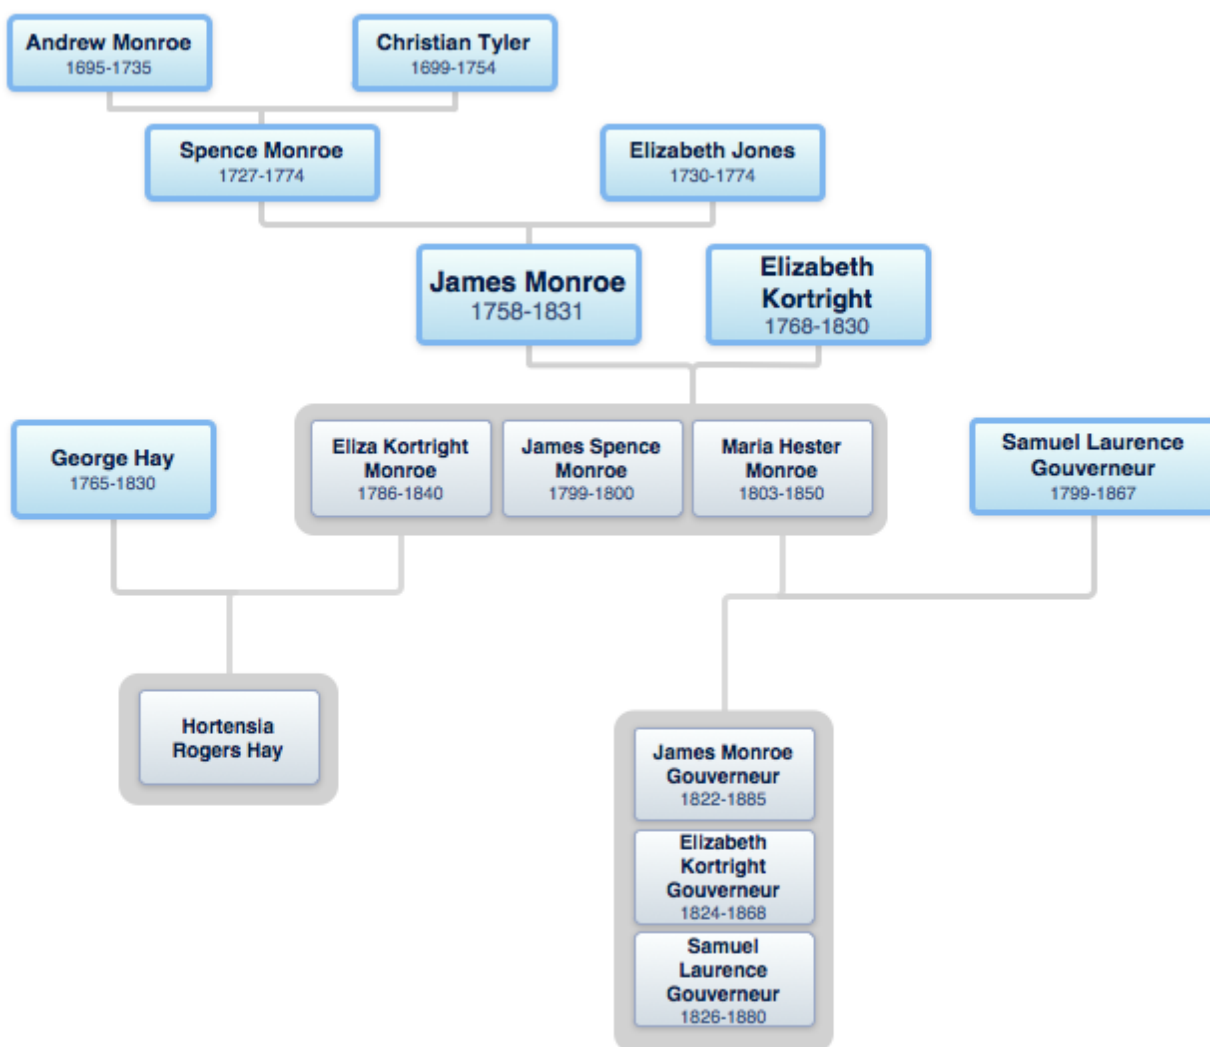 Andrew Monroe
1695-1735
Christian Tyler
1699-1754
Spence Monroe
1727-1774
Elizabeth Jones
1730-1774
James Monroe
1758-1831
Elizabeth
Kortright
1768-1830
George Hay
1765-1830
Eliza Kortright
Monroe
1786-1840
James Spence
Monroe
1799-1800
Maria Hester
Monroe
1803-1850
Samuel Laurence
Gouverneur
1799-1867
Hortensia
Rogers Hay
James Monroe
Gouverneur
1822-1885
Elizabeth
Kortright
Gouverneur
1824-1868
Samuel
Laurence
Gouverneur
1826-1880